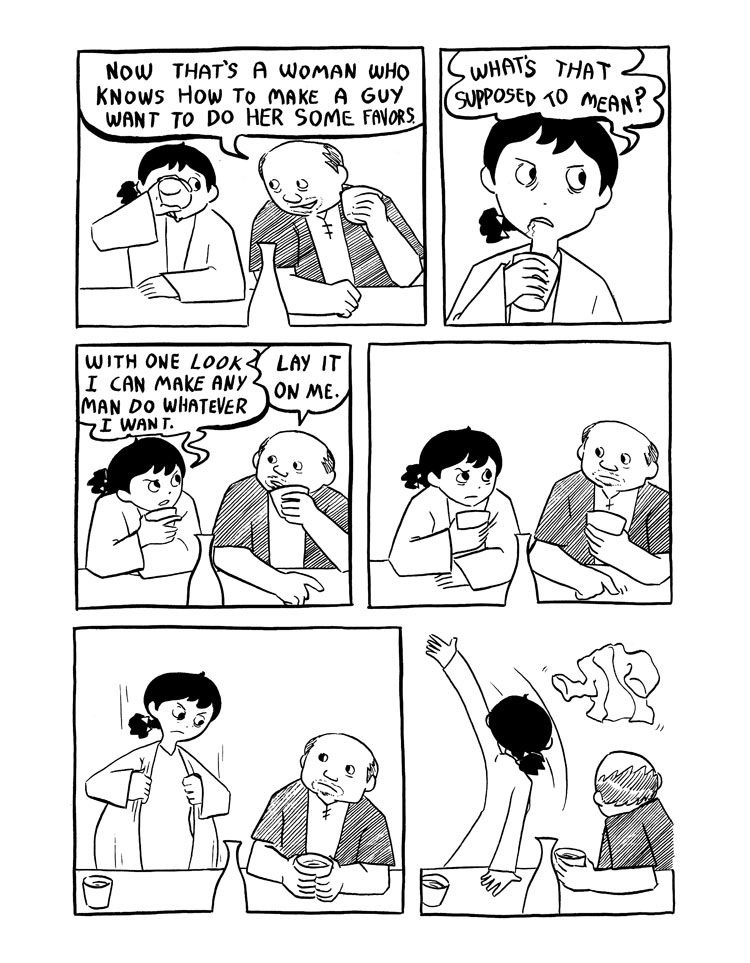 NOW THAT'S A WOMAN WHO
KNOWS HOW TO MAKE A GUY
WANT TO DO HER SOME FAVORS.
WHAT'S THAT
SUPPOSED TO MEAN?
WITH ONE LOOK
I CAN MAKE ANY
MAN DO WHATEVER
I WANT.
LAY IT
ON ME.